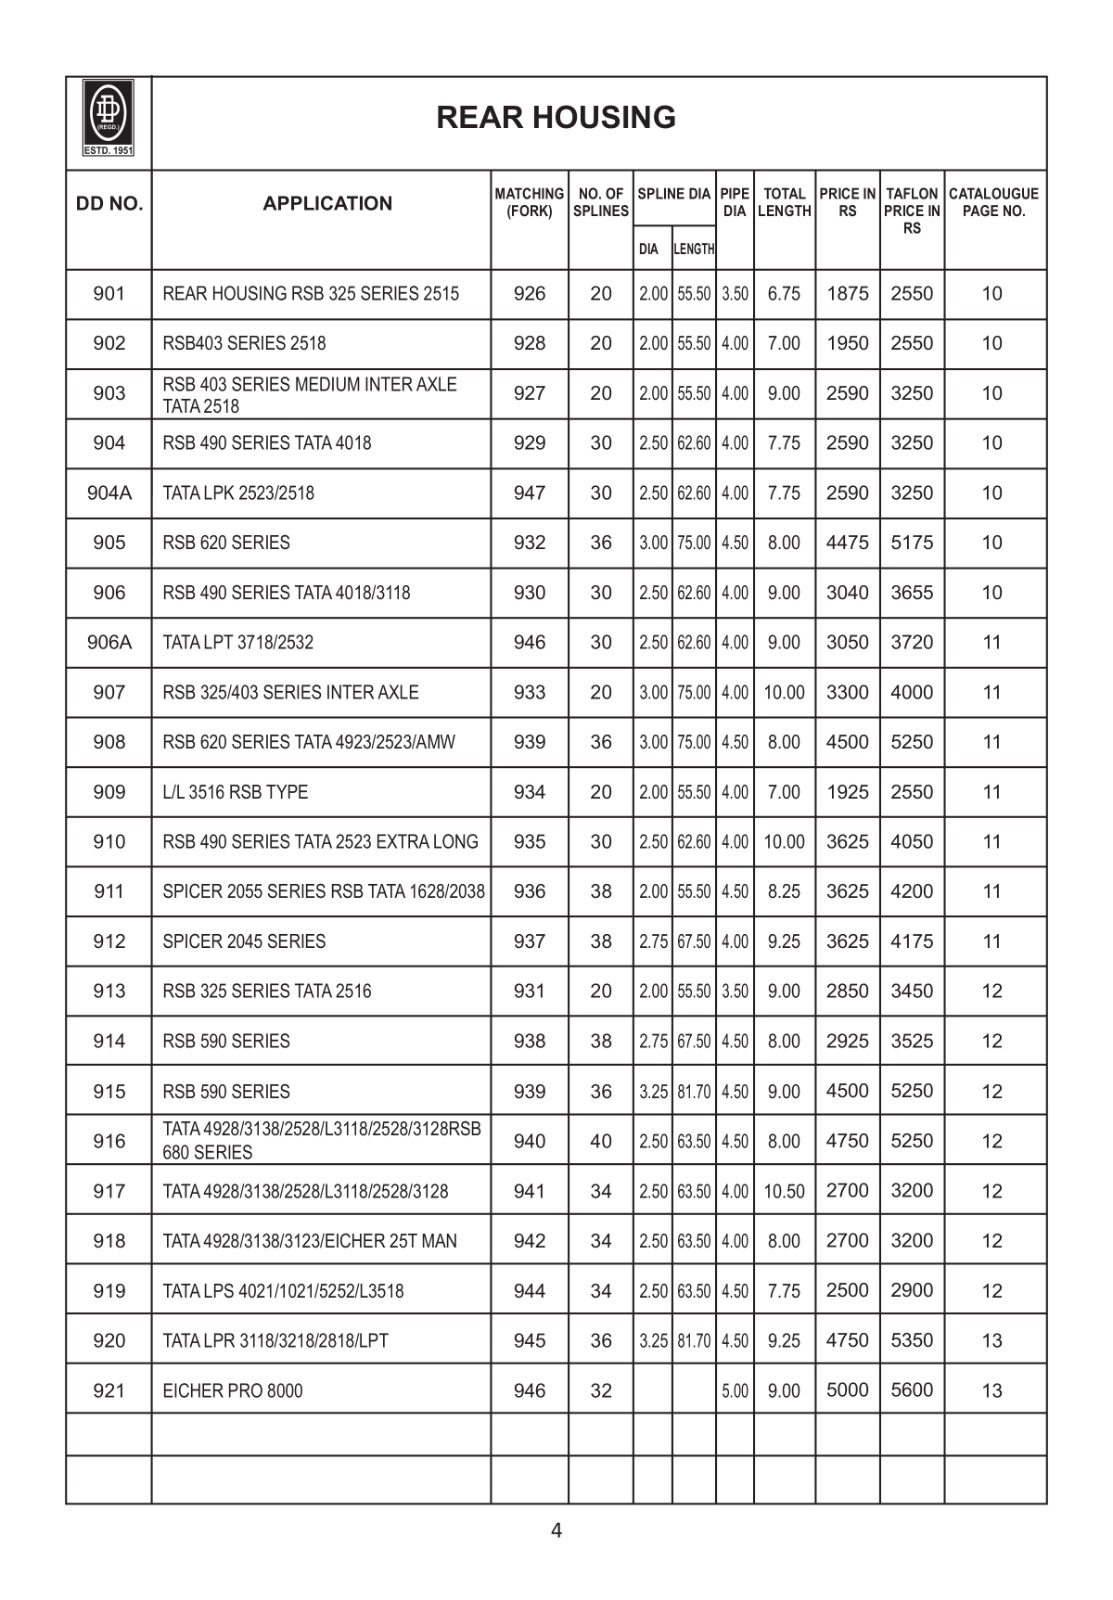 DD
(REGD.)
ESTD. 1951
REAR HOUSING
DD NO. APPLICATION MATCHING (FORK) NO. OF SPLINES SPLINE DIA PIPE DIA TOTAL LENGTH PRICE IN RS TAFLON PRICE IN RS CATALOUGUE PAGE NO.
DIA LENGTH
901 REAR HOUSING RSB 325 SERIES 2515 926 20 2.00 55.50 3.50 6.75 1875 2550 10
902 RSB403 SERIES 2518 928 20 2.00 55.50 4.00 7.00 1950 2550 10
903 RSB 403 SERIES MEDIUM INTER AXLE TATA 2518 927 20 2.00 55.50 4.00 9.00 2590 3250 10
904 RSB 490 SERIES TATA 4018 929 30 2.50 62.60 4.00 7.75 2590 3250 10
904A TATA LPK 2523/2518 947 30 2.50 62.60 4.00 7.75 2590 3250 10
905 RSB 620 SERIES 932 36 3.00 75.00 4.50 8.00 4475 5175 10
906 RSB 490 SERIES TATA 4018/3118 930 30 2.50 62.60 4.00 9.00 3040 3655 10
906A TATA LPT 3718/2532 946 30 2.50 62.60 4.00 9.00 3050 3720 11
907 RSB 325/403 SERIES INTER AXLE 933 20 3.00 75.00 4.00 10.00 3300 4000 11
908 RSB 620 SERIES TATA 4923/2523/AMW 939 36 3.00 75.00 4.50 8.00 4500 5250 11
909 L/L 3516 RSB TYPE 934 20 2.00 55.50 4.00 7.00 1925 2550 11
910 RSB 490 SERIES TATA 2523 EXTRA LONG 935 30 2.50 62.60 4.00 10.00 3625 4050 11
911 SPICER 2055 SERIES RSB TATA 1628/2038 936 38 2.00 55.50 4.50 8.25 3625 4200 11
912 SPICER 2045 SERIES 937 38 2.75 67.50 4.00 9.25 3625 4175 11
913 RSB 325 SERIES TATA 2516 931 20 2.00 55.50 3.50 9.00 2850 3450 12
914 RSB 590 SERIES 938 38 2.75 67.50 4.50 8.00 2925 3525 12
915 RSB 590 SERIES 939 36 3.25 81.70 4.50 9.00 4500 5250 12
916 TATA 4928/3138/2528/L3118/2528/3128RSB 680 SERIES 940 40 2.50 63.50 4.50 8.00 4750 5250 12
917 TATA 4928/3138/2528/L3118/2528/3128 941 34 2.50 63.50 4.00 10.50 2700 3200 12
918 TATA 4928/3138/3123/EICHER 25T MAN 942 34 2.50 63.50 4.00 8.00 2700 3200 12
919 TATA LPS 4021/1021/5252/L3518 944 34 2.50 63.50 4.50 7.75 2500 2900 12
920 TATA LPR 3118/3218/2818/LPT 945 36 3.25 81.70 4.50 9.25 4750 5350 13
921 EICHER PRO 8000 946 32 5.00 9.00 5000 5600 13
4